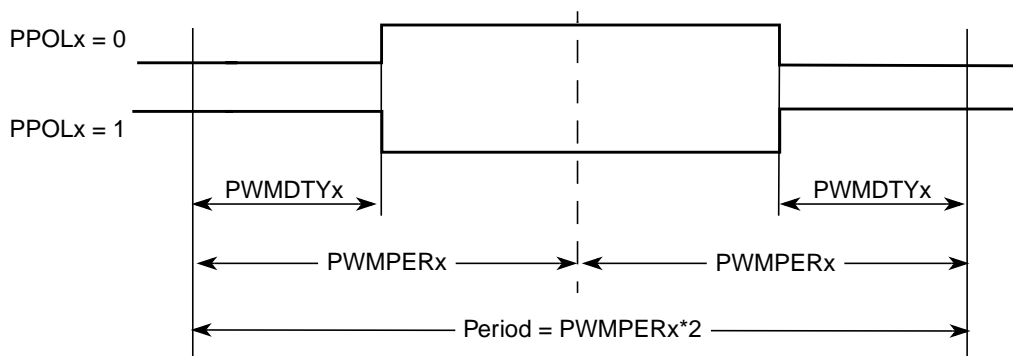 PPOLx = 0
PPOLx = 1
PWMDTYx
PWMDTYx
PWMPERx
PWMPERx
Period = PWMPERx*2